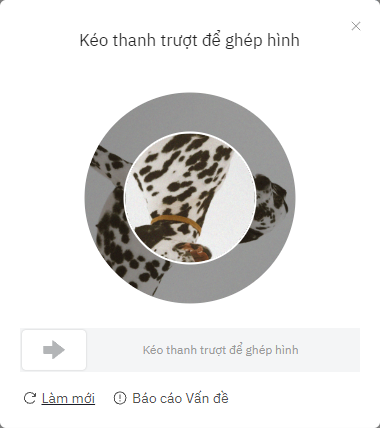 Kéo thanh trượt để ghép hình
Kéo thanh trượt để ghép hình
Làm mới
Báo cáo Vấn đề